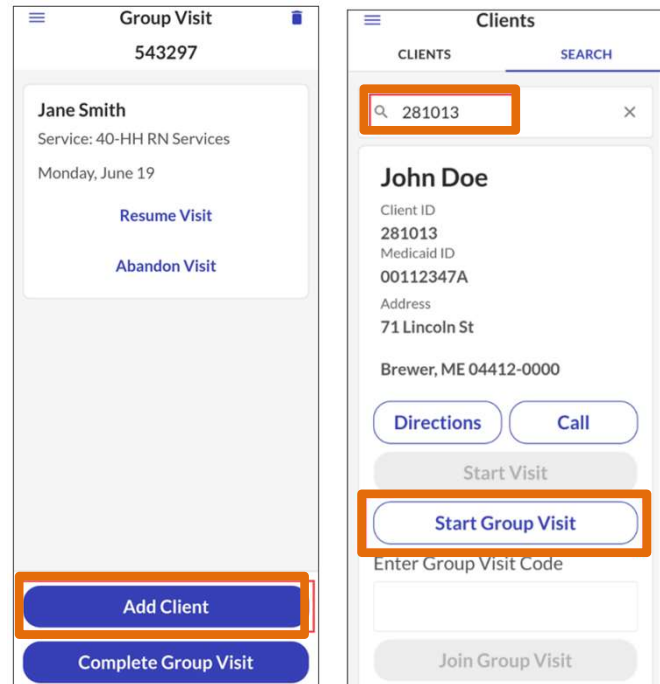 Group Visit
543297
Jane Smith
Service: 40-HH RN Services
Monday, June 19
Resume Visit
Abandon Visit
Add Client
Complete Group Visit
Clients
CLIENTS SEARCH
281013
John Doe
Client ID
281013
Medicaid ID
00112347A
Address
71 Lincoln St
Brewer, ME 04412-0000
Directions Call
Start Visit
Start Group Visit
Enter Group Visit Code
Join Group Visit